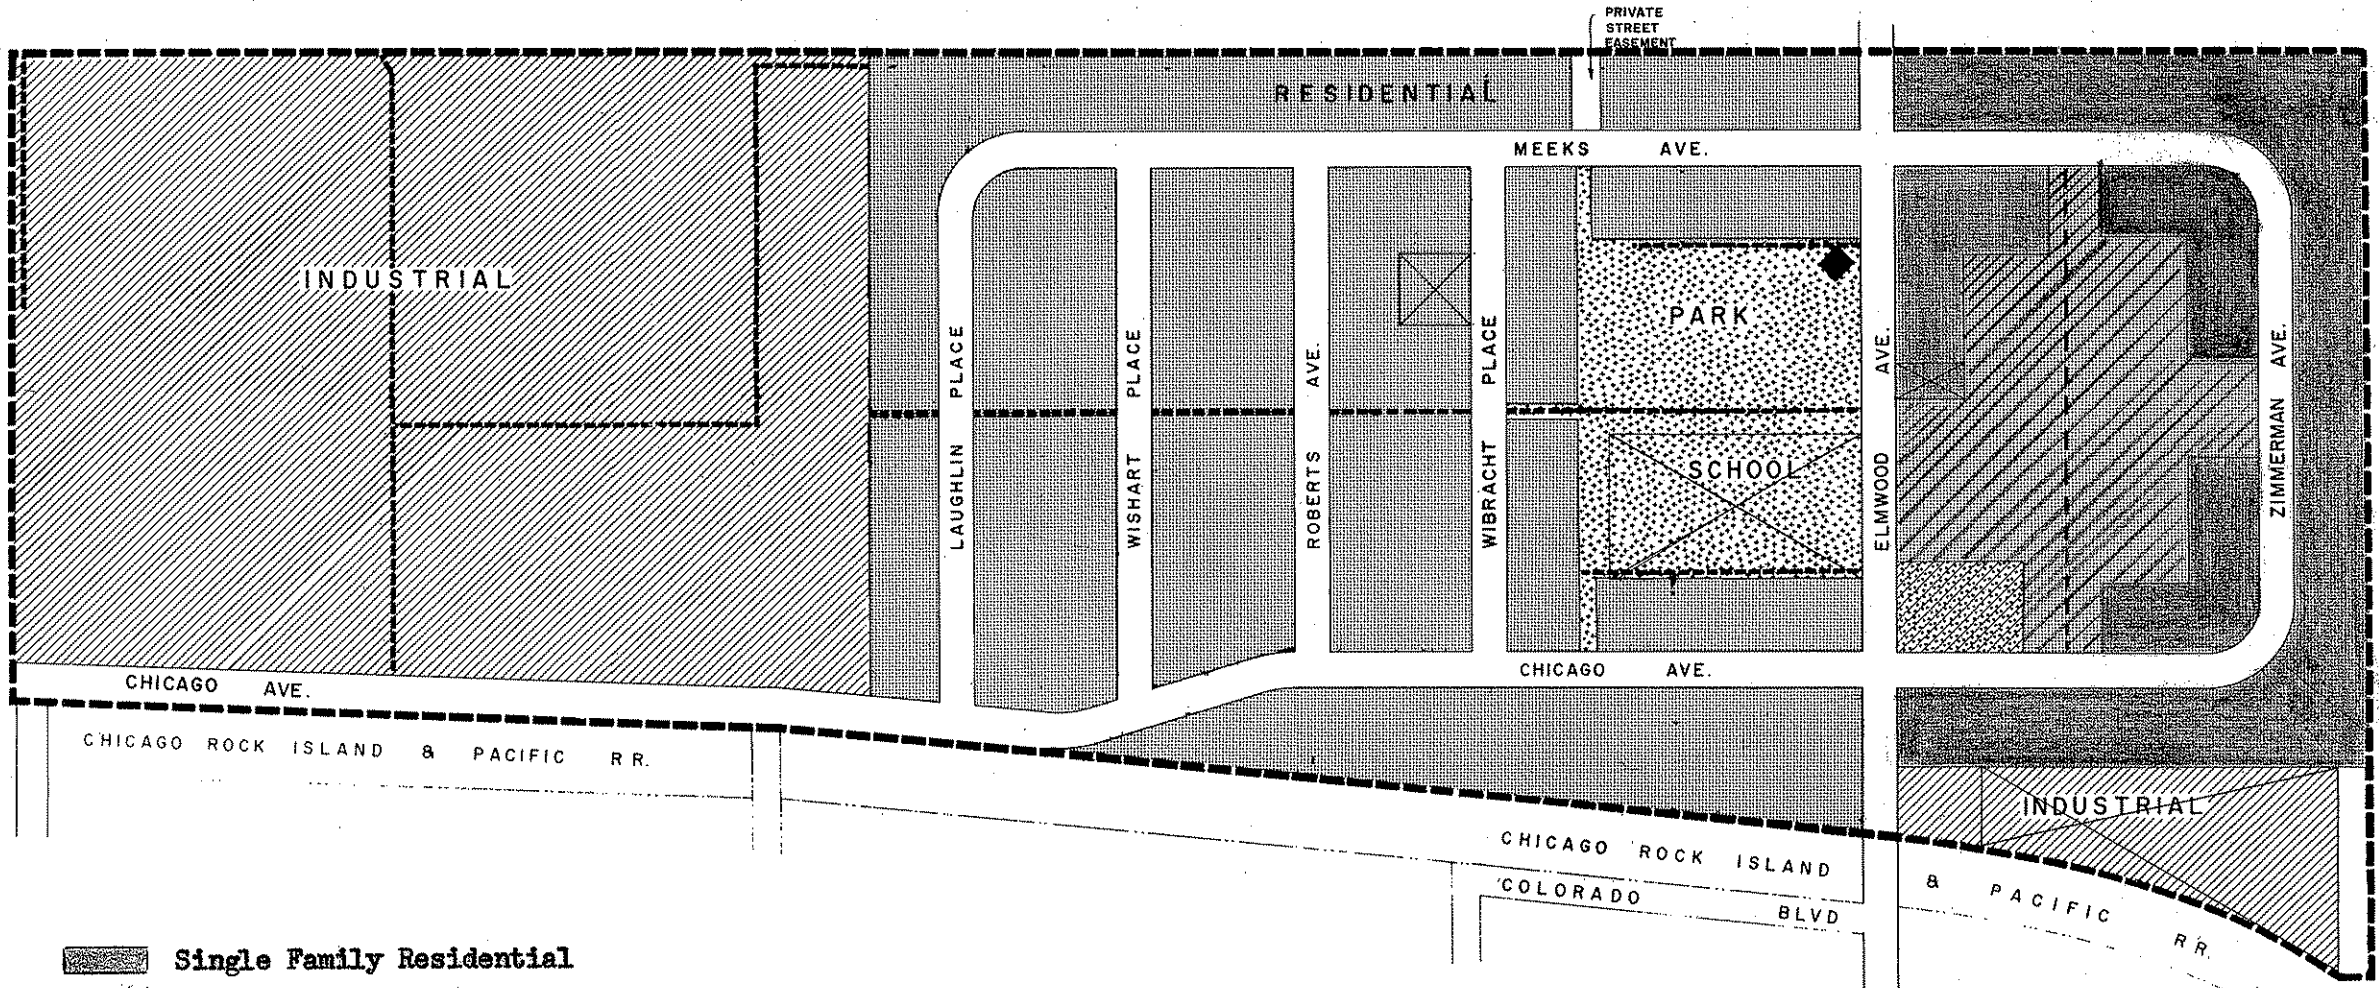 PRIVATE
STREET
EASEMENT
RESIDENTIAL
MEEKS AVE.
INDUSTRIAL
PARK
LAUGHLIN PLACE
WISHART PLACE
ROBERTS AVE.
WIBRACHT PLACE
ELMWOOD AVE.
ZIMMERMAN AVE.
SCHOOL
CHICAGO AVE.
CHICAGO AVE.
CHICAGO ROCK ISLAND & PACIFIC RR.
INDUSTRIAL
CHICAGO ROCK ISLAND & PACIFIC RR.
COLORADO BLVD
Single Family Residential